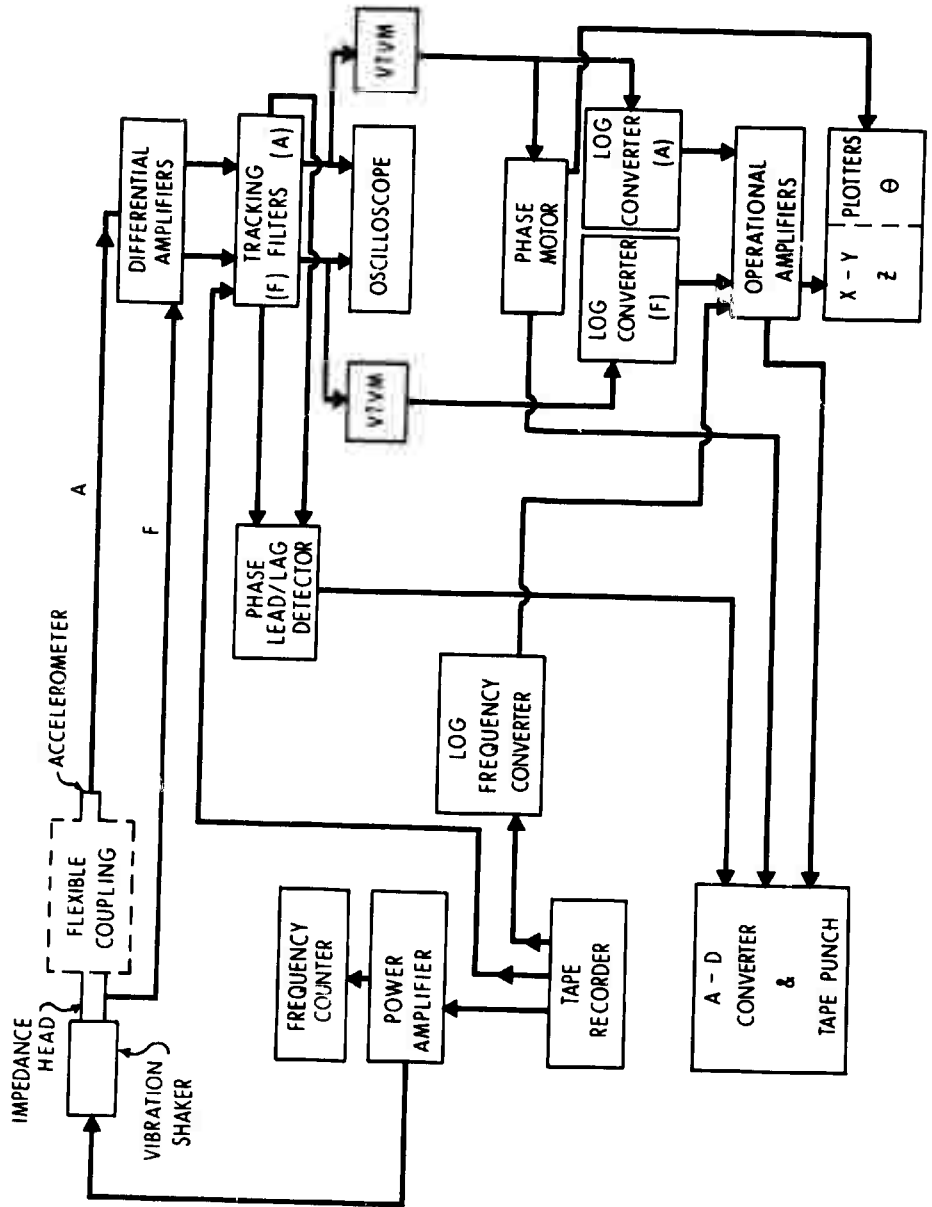 IMPEDANCE
HEAD
VIBRATION
SHAKER
FLEXIBLE
COUPLING
ACCELEROMETER
A
F
DIFFERENTIAL
AMPLIFIERS
TRACKING
(F) FILTERS (A)
OSCILLOSCOPE
VTVM
VTVM
PHASE
LEAD/LAG
DETECTOR
FREQUENCY
COUNTER
POWER
AMPLIFIER
TAPE
RECORDER
LOG
FREQUENCY
CONVERTER
PHASE
MOTOR
LOG
CONVERTER
(F)
LOG
CONVERTER
(A)
OPERATIONAL
AMPLIFIERS
X - Y PLOTTERS
Z θ
A - D
CONVERTER
&
TAPE PUNCH